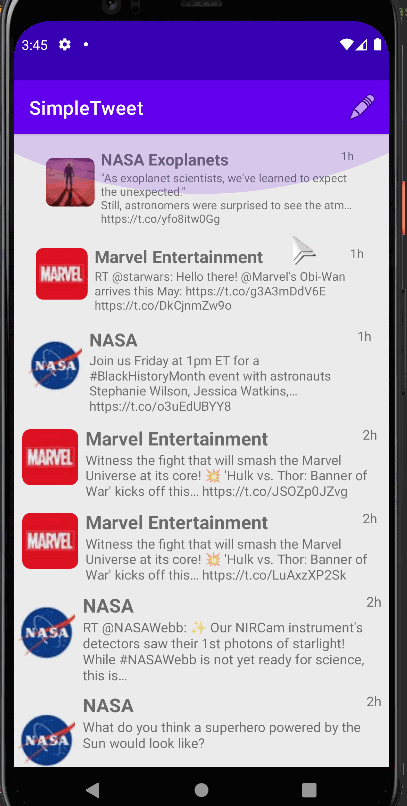 3:45
SimpleTweet
NASA Exoplanets 1h
"As exoplanet scientists, we've learned to expect
the unexpected."
Still, astronomers were surprised to see the atm...
https://t.co/yfo8itw0Gg
MARVEL
Marvel Entertainment 1h
RT @starwars: Hello there! @Marvel's Obi-Wan
arrives this May: https://t.co/g3A3mDdV6E
https://t.co/DkCjnmZw9o
NASA
NASA 1h
Join us Friday at 1pm ET for a
#BlackHistoryMonth event with astronauts
Stephanie Wilson, Jessica Watkins,...
https://t.co/o3uEdUBYY8
MARVEL
Marvel Entertainment 2h
Witness the fight that will smash the Marvel
Universe at its core! 💥 'Hulk vs. Thor: Banner of
War' kicks off this... https://t.co/JSOZp0JZvg
MARVEL
Marvel Entertainment 2h
Witness the fight that will smash the Marvel
Universe at its core! 💥 'Hulk vs. Thor: Banner of
War' kicks off this... https://t.co/LuAxzXP2Sk
NASA
NASA 2h
RT @NASAWebb: ✨ Our NIRCam instrument's
detectors saw their 1st photons of starlight!
While #NASAWebb is not yet ready for science,
this is...
NASA
NASA 2h
What do you think a superhero powered by the
Sun would look like?